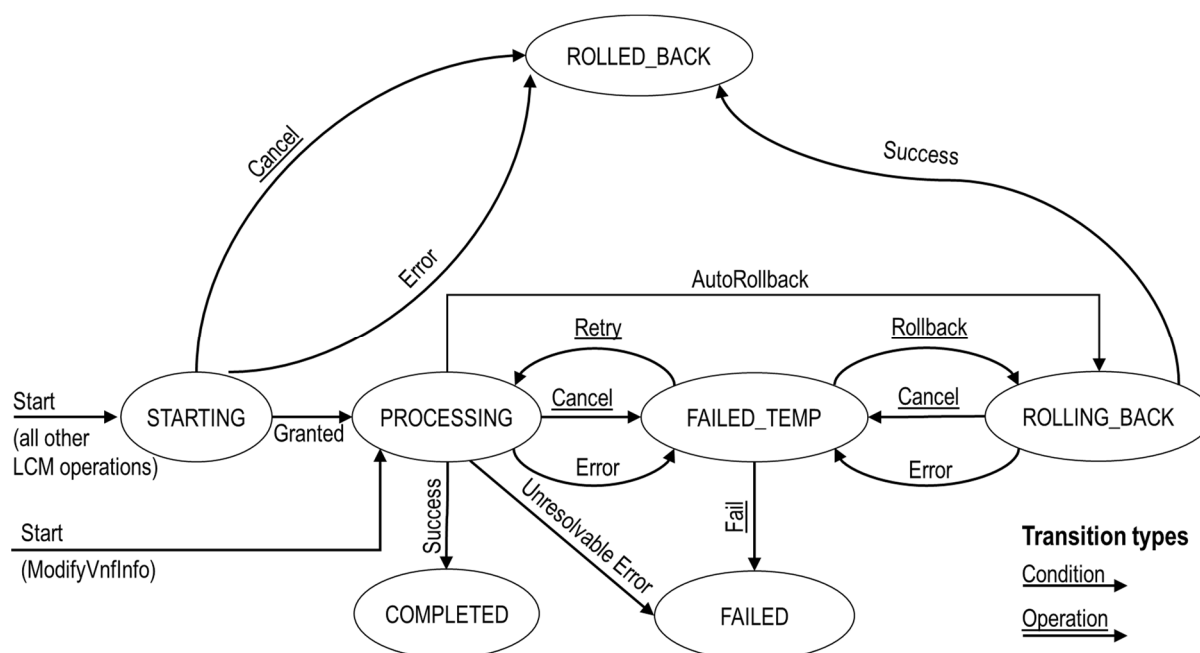 ROLLED_BACK
Cancel
Success
Error
AutoRollback
Retry
Rollback
Start
STARTING
Granted
PROCESSING
Cancel
FAILED_TEMP
Cancel
ROLLING_BACK
(all other
LCM operations)
Error
Error
Start
(ModifyVnfInfo)
Success
Unresolvable Error
Fail
Transition types
Condition
Operation
COMPLETED
FAILED